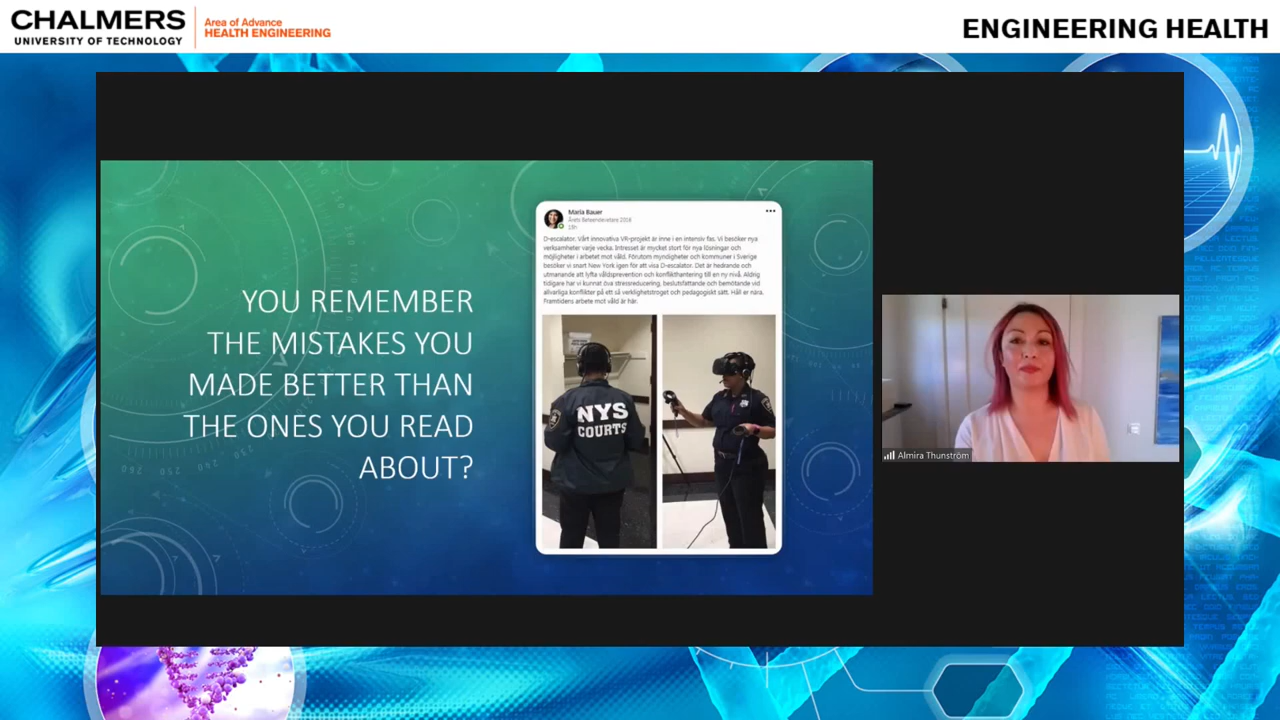 CHALMERS
UNIVERSITY OF TECHNOLOGY
Area of Advance
HEALTH ENGINEERING
ENGINEERING HEALTH
YOU REMEMBER
THE MISTAKES YOU
MADE BETTER THAN
THE ONES YOU READ
ABOUT?
Maria Bauer
Årets Beteendevetare 2018
D-escalator. Vårt innovativa VR-projekt är inne i en intensiv fas. Vi besöker nya
verksamheter varje vecka. Intresset är mycket stort för nya lösningar och
möjligheter i arbetet mot våld. Förutom myndigheter och kommuner i Sverige
besöker vi snart New York igen för att visa D-escalator. Det är hedrande och
utmanande att lyfta våldsprevention och konflikthantering till en ny nivå. Aldrig
tidigare har vi kunnat öva stressreducering, beslutsfattande och bemötande vid
allvarliga konflikter på ett så verklighetstroget och pedagogiskt sätt. Håll er nära.
Framtidens arbete mot våld är här.
NYS
COURTS
Almira Thunström